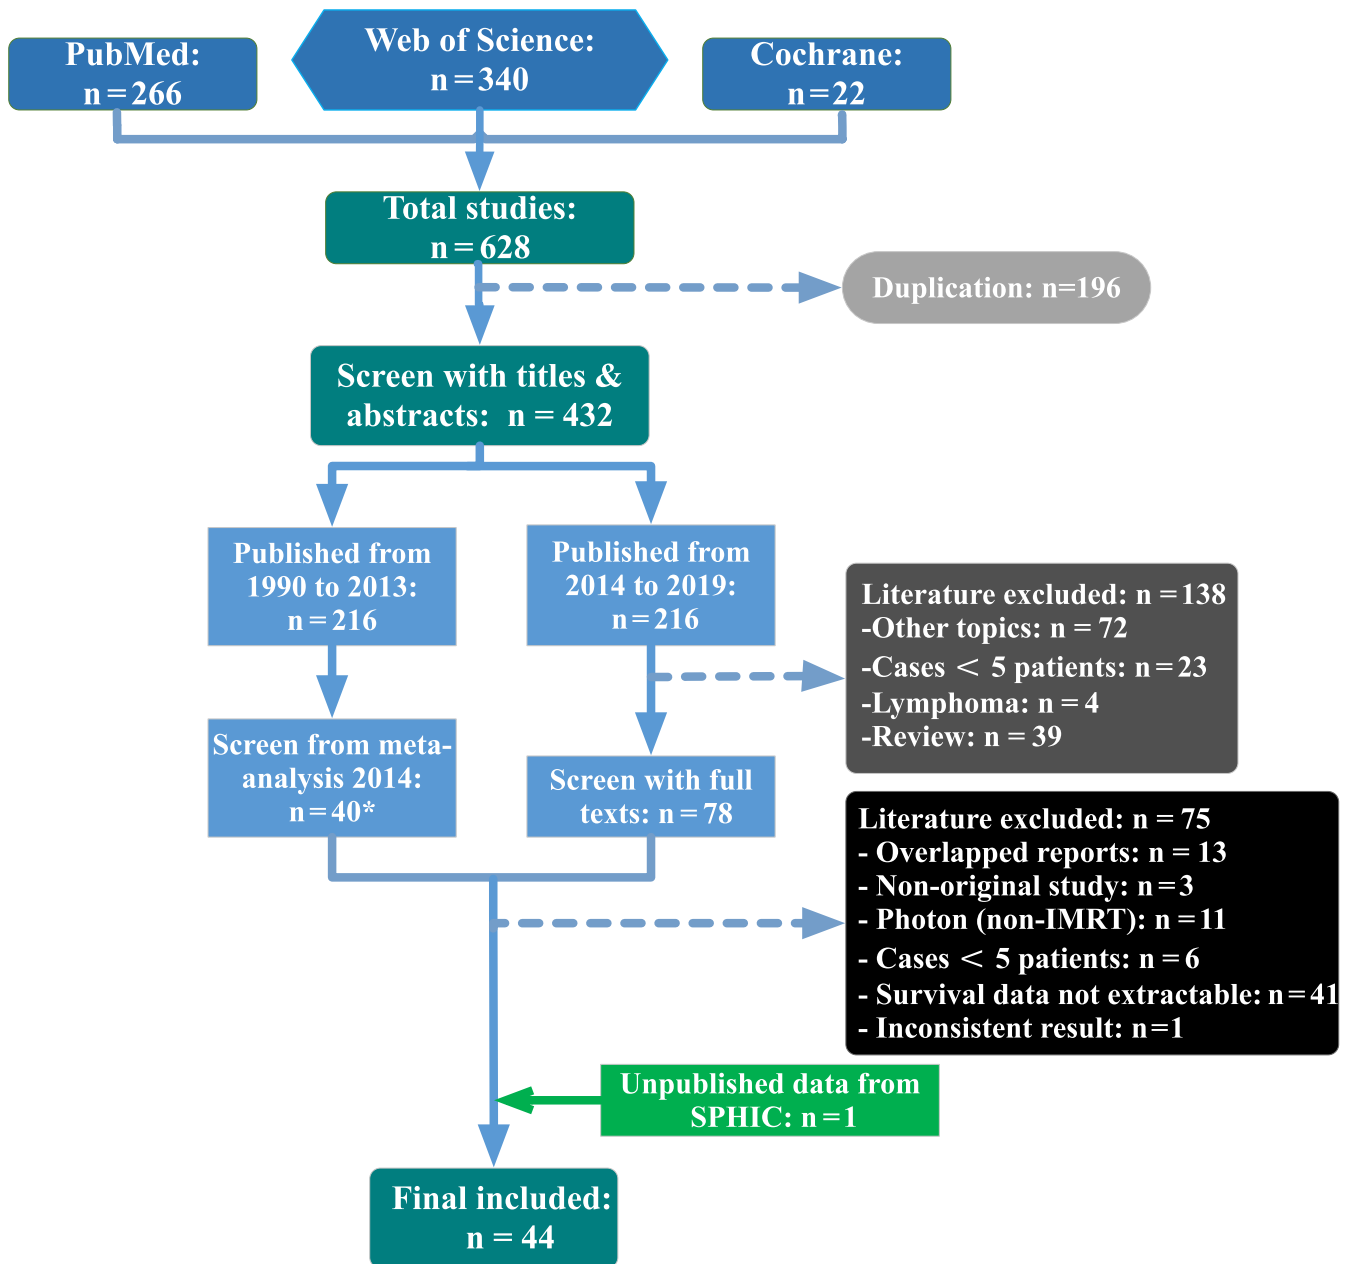 PubMed:
n = 266
Web of Science:
n = 340
Cochrane:
n=22
Total studies:
n = 628
Duplication: n=196
Screen with titles &
abstracts: n = 432
Published from
1990 to 2013:
n = 216
Published from
2014 to 2019:
n = 216
Literature excluded: n = 138
-Other topics: n = 72
-Cases < 5 patients: n = 23
-Lymphoma: n = 4
-Review: n = 39
Screen from meta-
analysis 2014:
n = 40*
Screen with full
texts: n = 78
Literature excluded: n = 75
- Overlapped reports: n = 13
- Non-original study: n = 3
- Photon (non-IMRT): n = 11
- Cases < 5 patients: n = 6
- Survival data not extractable: n = 41
- Inconsistent result: n =1
Unpublished data from
SPHIC: n = 1
Final included:
n = 44